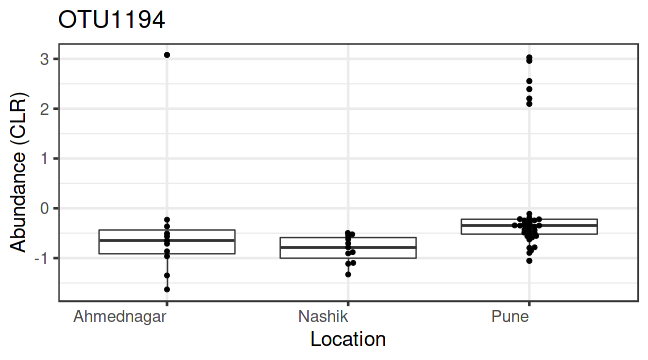 OTU1194
Abundance (CLR)
3
2
1
0
-1
Ahmednagar Nashik Pune
Location